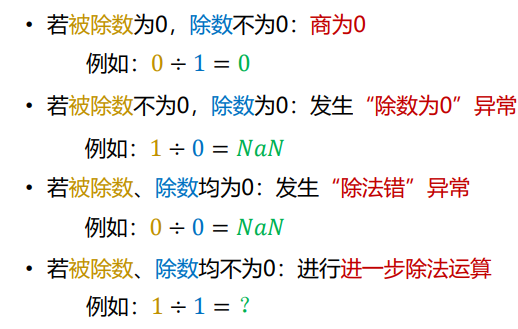 • 若被除数为0，除数不为0：商为0
例如：0 ÷ 1 = 0
• 若被除数不为0，除数为0：发生“除数为0”异常
例如：1 ÷ 0 = NaN
• 若被除数、除数均为0：发生“除法错”异常
例如：0 ÷ 0 = NaN
• 若被除数、除数均不为0：进行进一步除法运算
例如：1 ÷ 1 = ?